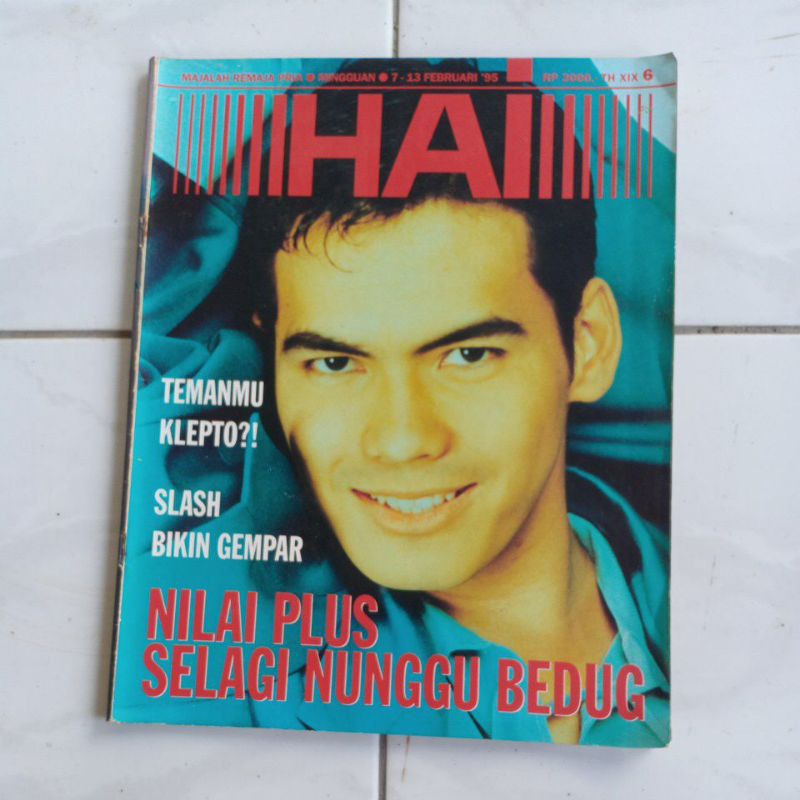 MAJALAH REMAJA PRIA ● MINGGUAN ● 7 - 13 FEBRUARI '95 RP 3000,- TH XIX 6
HAI
TEMANMU
KLEPTO?!
SLASH
BIKIN GEMPAR
NILAI PLUS
SELAGI NUNGGU BEDUG